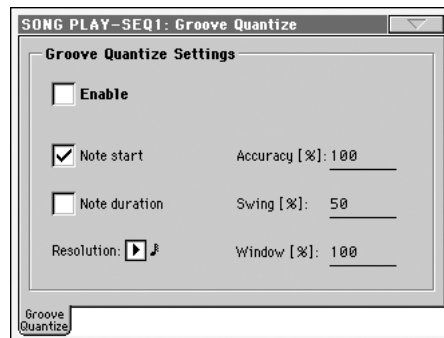 SONG PLAY-SEQ1: Groove Quantize
Groove Quantize Settings
Enable
Note start
Accuracy [%]: 100
Note duration
Swing [%]: 50
Resolution:
Window [%]: 100
Groove
Quantize